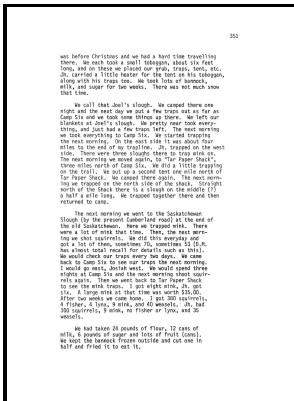 351
was before Christmas and we had a hard time travelling
there. We each took a small toboggan, about six feet
long, and on these we placed our grub, traps, tent, etc.
Jh. carried a little heater for the tent on his toboggan,
along with his traps too. We took lots of bannock,
milk, and sugar for two weeks. There was not much snow
that time.
We call that Joel's slough. We camped there one
night and the next day we put a few traps out as far as
Camp Six and we took some things up there. We left our
blankets at Joel's slough. We pretty near took every-
thing, and just had a few traps left. The next morning
we took everything to Camp Six. We started trapping
the next morning. On the east side it was about four
miles to the end of my trapline. Jh. trapped on the west
side. There were three sloughs there to trap mink on.
The next morning we moved again, to "Tar Paper Shack",
three miles north of Camp Six. We did a little trapping
on the trail. We put up a second tent one mile north of
Tar Paper Shack. We camped there again. The next morn-
ing we trapped on the north side of the shack. Straight
north of the Shack there is a slough on the middle (?)
a half a mile long. We trapped together there and then
returned to camp.
The next morning we went to the Saskatchewan
Slough (by the present Cumberland road) at the end of
the old Saskatchewan. Here we trapped mink. There
were a lot of mink that time. Then, the next morn-
ing we shot squirrels. We did this everyday and
got a lot of them, sometimes 70, sometimes 53 (O.M.
has almost total recall for details such as this).
We would check our traps every two days. We came
back to Camp Six to see our traps the next morning.
I would go east, Josiah west. We would spend three
nights at Camp Six and the next morning shoot squir-
rels again. Then we went back to Tar Paper Shack
to see the mink traps. I got eight mink, Jh. got
six. A large mink at that time was worth $35.00.
After two weeks we came home. I got 380 squirrels,
4 fisher, 4 lynx, 9 mink, and 40 weasels. Jh. had
300 squirrels, 9 mink, no fisher or lynx, and 35
weasels.
We had taken 24 pounds of flour, 12 cans of
milk, 6 pounds of sugar and lots of fruit (cans).
We kept the bannock frozen outside and cut one in
half and fried it to eat it.